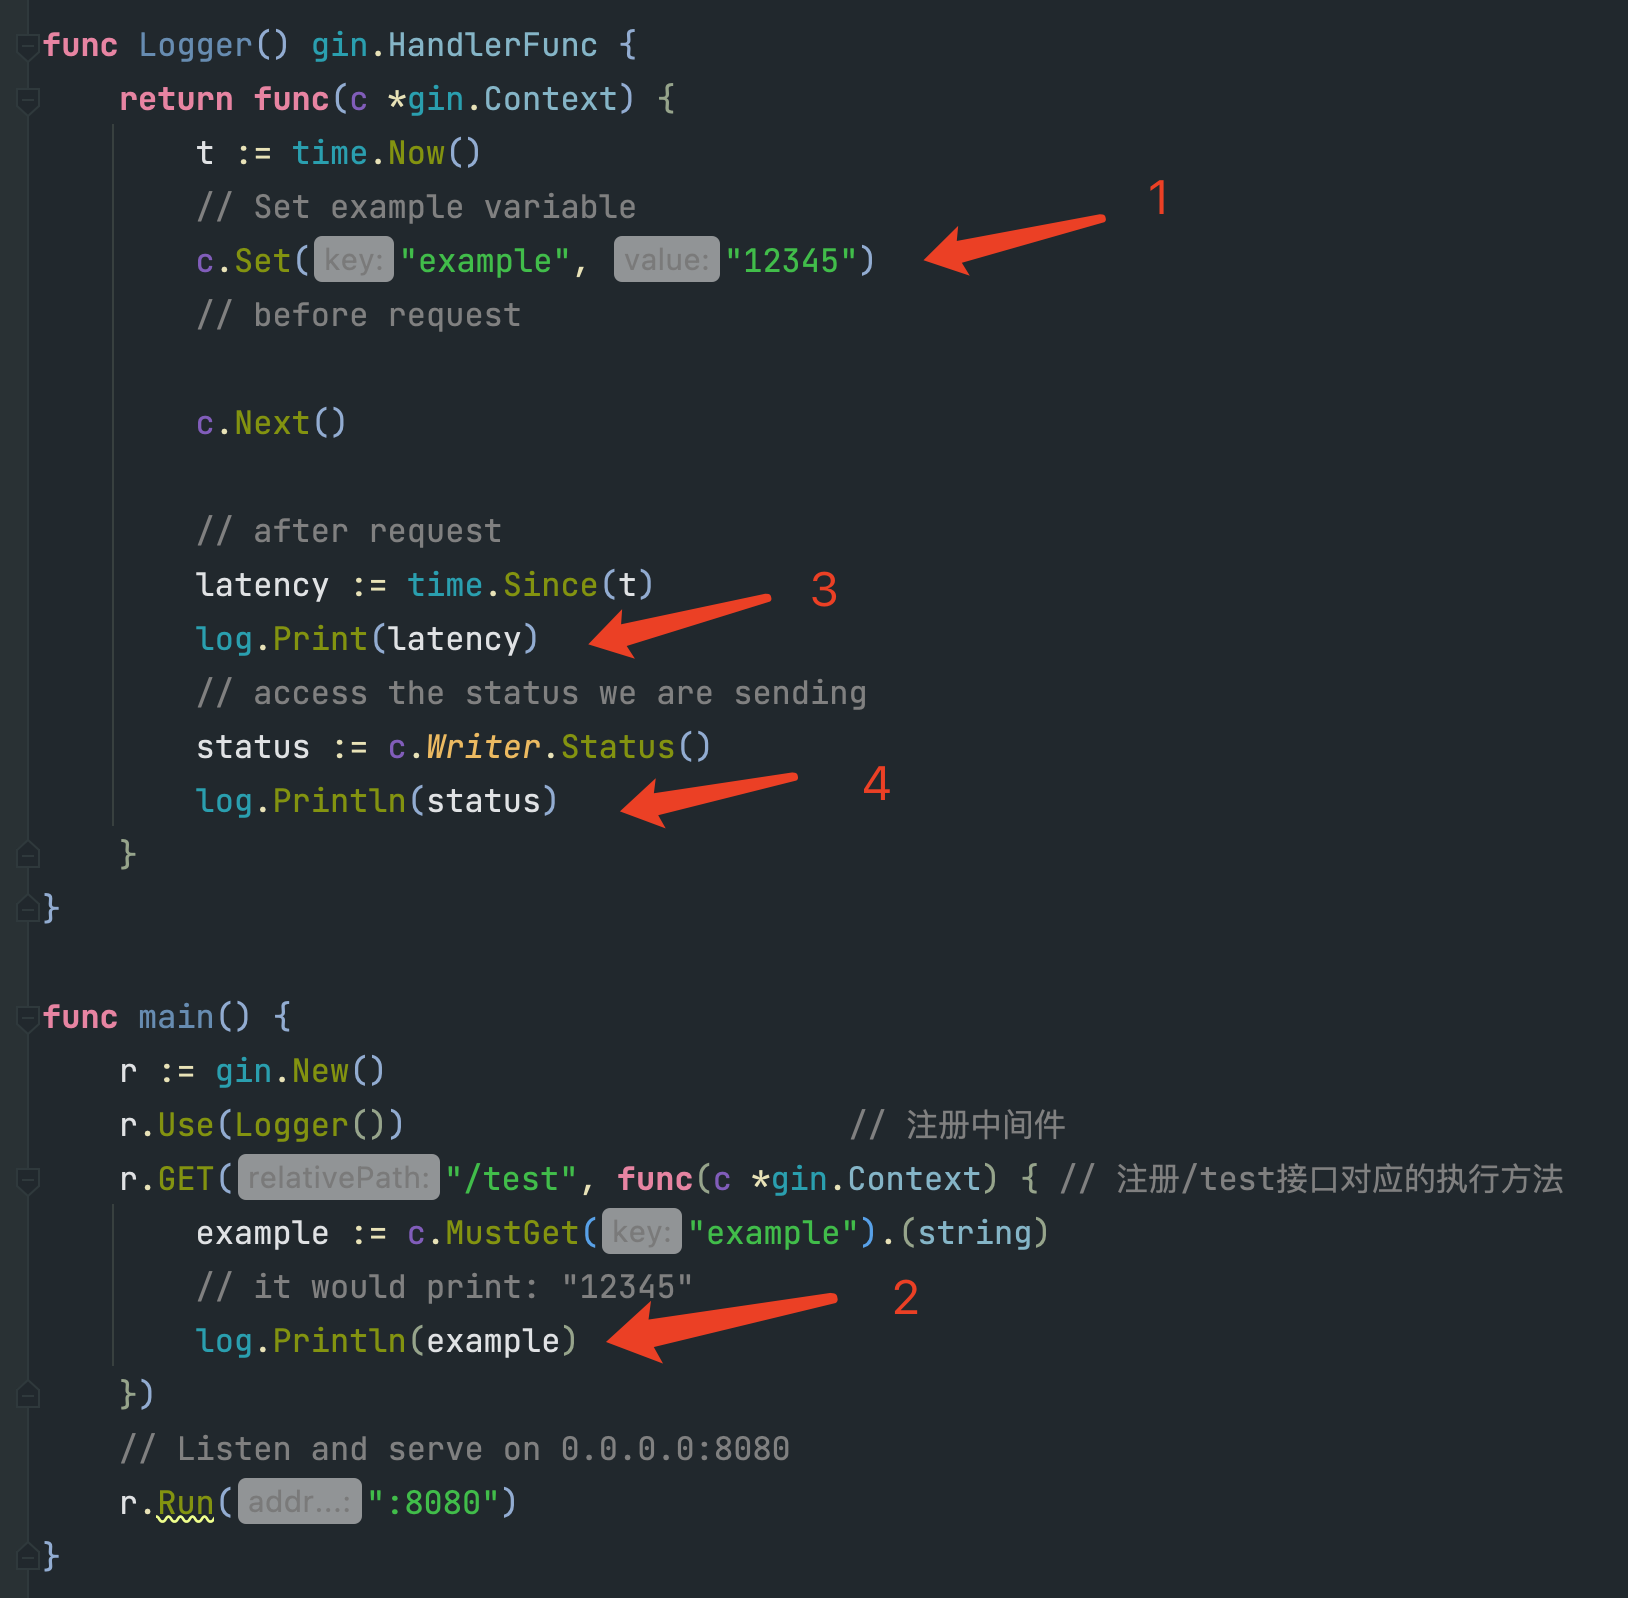 func Logger() gin.HandlerFunc {
return func(c *gin.Context) {
t := time.Now()
// Set example variable
1
c.Set(key: "example", value: "12345")
// before request
c.Next()
// after request
latency := time.Since(t)
3
log.Print(latency)
// access the status we are sending
status := c.Writer.Status()
4
log.Println(status)
}
}
func main() {
r := gin.New()
r.Use(Logger()) // 注册中间件
r.GET(relativePath: "/test", func(c *gin.Context) { // 注册/test接口对应的执行方法
example := c.MustGet(key: "example").(string)
// it would print: "12345"
2
log.Println(example)
})
// Listen and serve on 0.0.0.0:8080
r.Run(addr...: ":8080")
}